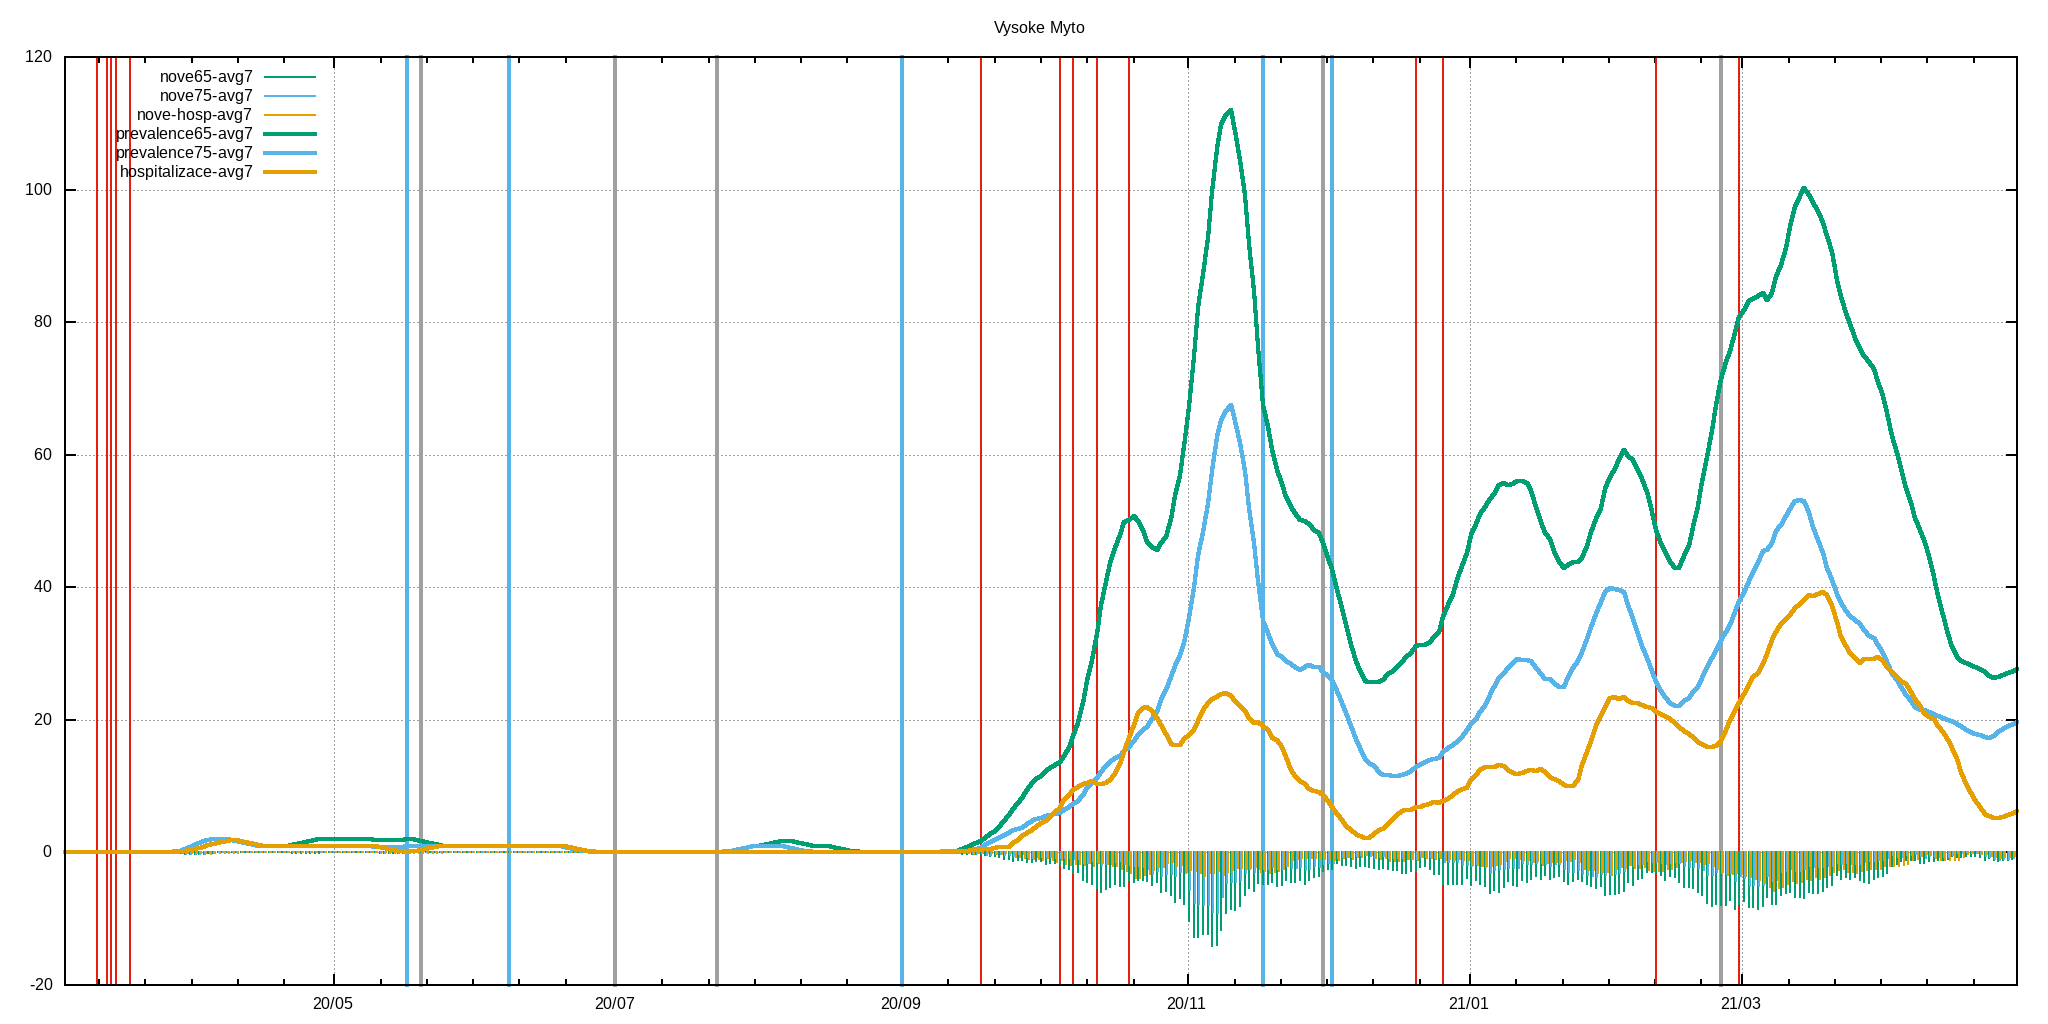 Vysoke Myto
120
100
80
60
40
20
0
-20
nove65-avg7
nove75-avg7
nove-hosp-avg7
prevalence65-avg7
prevalence75-avg7
hospitalizace-avg7
20/05 20/07 20/09 20/11 21/01 21/03